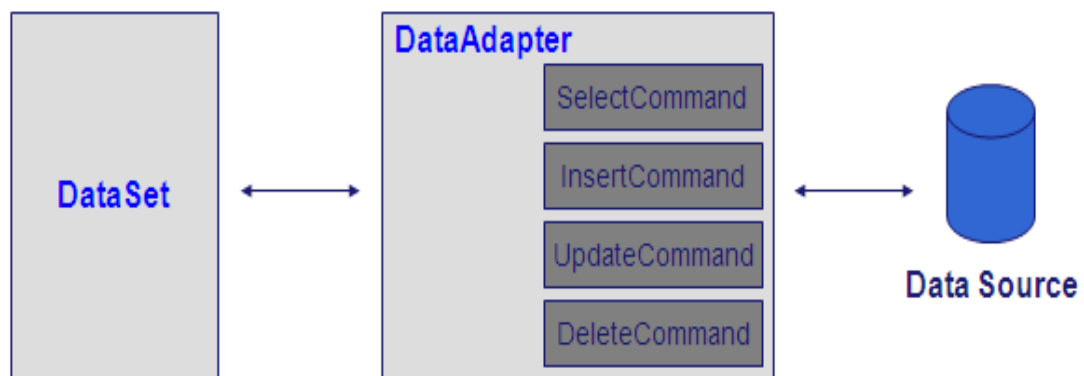 DataAdapter
SelectCommand
InsertCommand
DataSet
UpdateCommand
Data Source
DeleteCommand